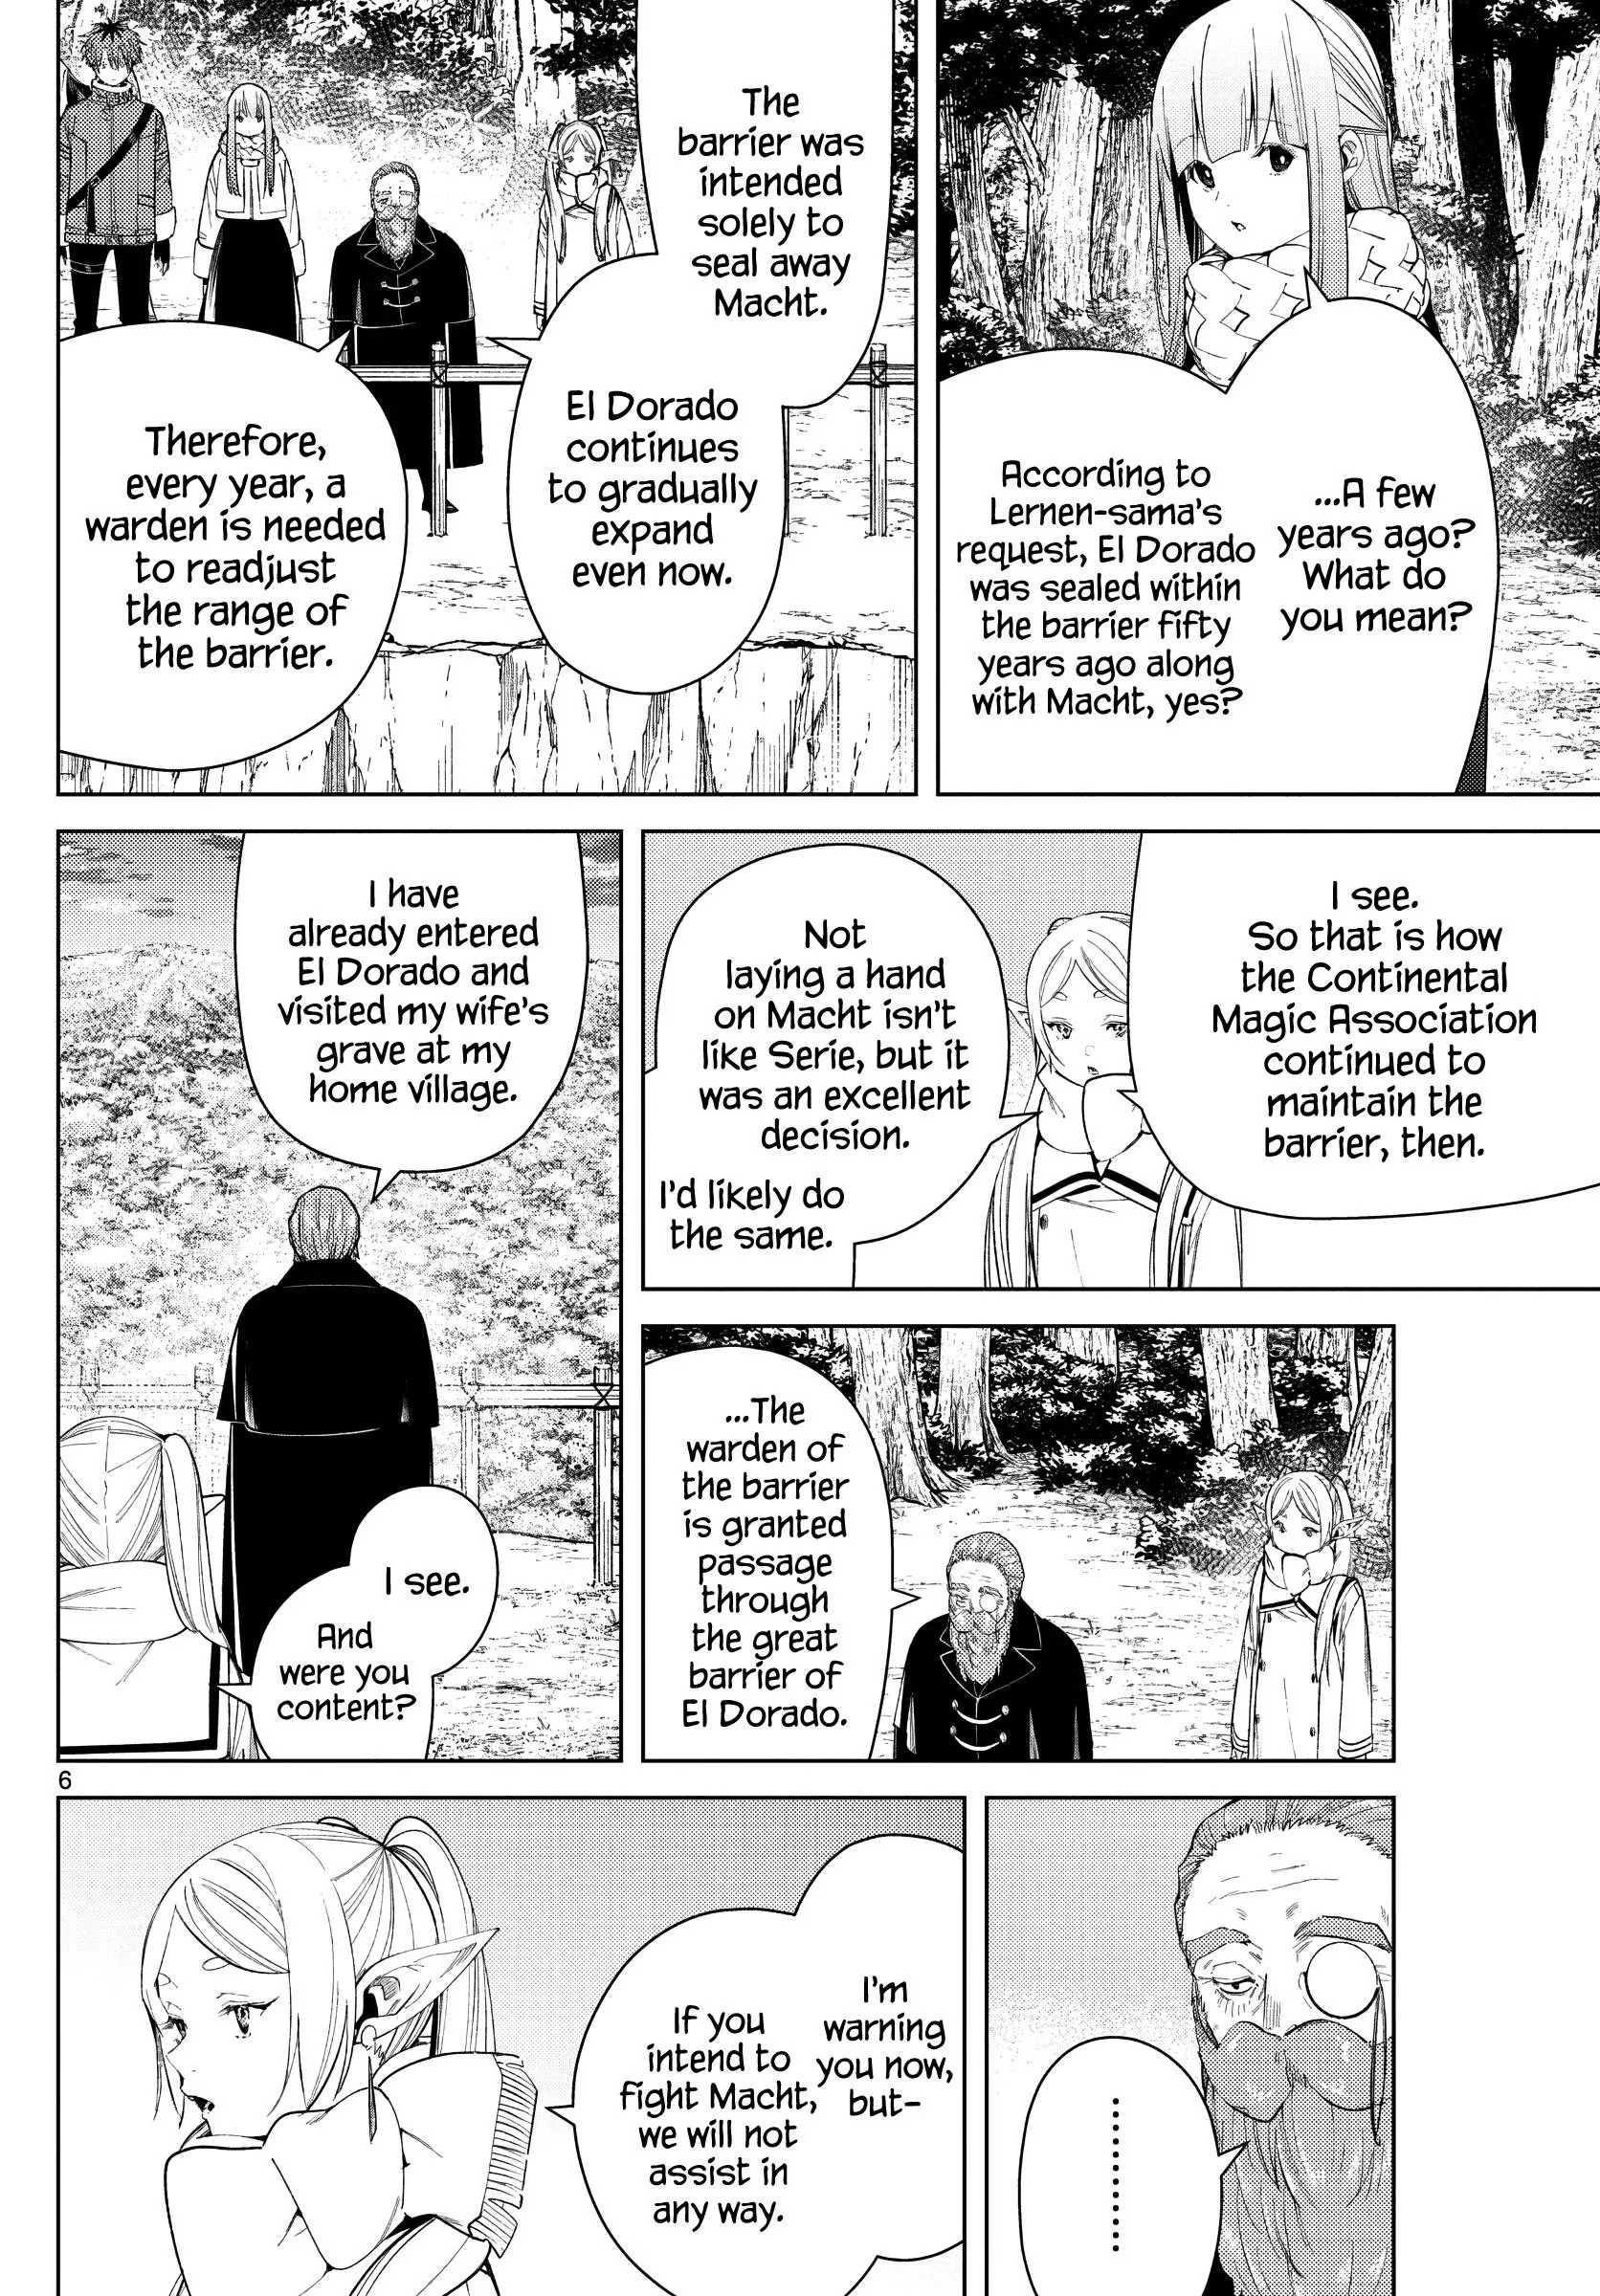 ...A few
years ago?
What do
you mean?
According to
Lernen-sama's
request, El Dorado
was sealed within
the barrier fifty
years ago along
with Macht, yes?
The
barrier was
intended
solely to
seal away
Macht.
El Dorado
continues
to gradually
expand
even now.
Therefore,
every year, a
warden is needed
to readjust
the range of
the barrier.
I see.
So that is how
the Continental
Magic Association
continued to
maintain the
barrier, then.
Not
laying a hand
on Macht isn't
like Serie, but it
was an excellent
decision.
I'd likely do
the same.
...The
warden of
the barrier
is granted
passage
through
the great
barrier of
El Dorado.
I have
already entered
El Dorado and
visited my wife's
grave at my
home village.
I see.
And
were you
content?
6
.........
I'm
warning
you now,
but-
If you
intend to
fight Macht,
we will not
assist in
any way.